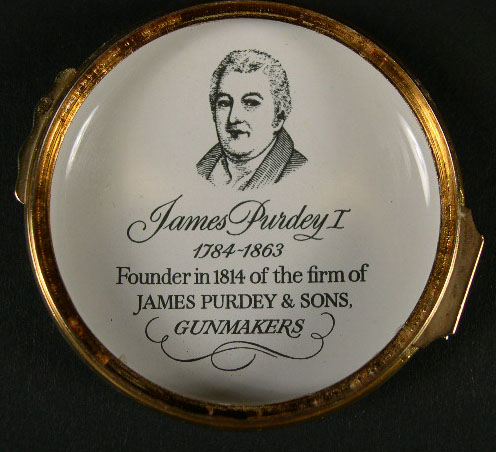 James Purdey I
1784-1863
Founder in 1814 of the firm of
JAMES PURDEY & SONS,
GUNMAKERS